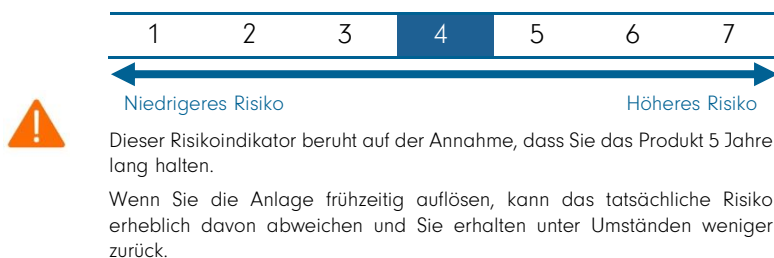 1 2 3 4 5 6 7
Niedrigeres Risiko Höheres Risiko
Dieser Risikoindikator beruht auf der Annahme, dass Sie das Produkt 5 Jahre
lang halten.
Wenn Sie die Anlage frühzeitig auflösen, kann das tatsächliche Risiko
erheblich davon abweichen und Sie erhalten unter Umständen weniger
zurück.